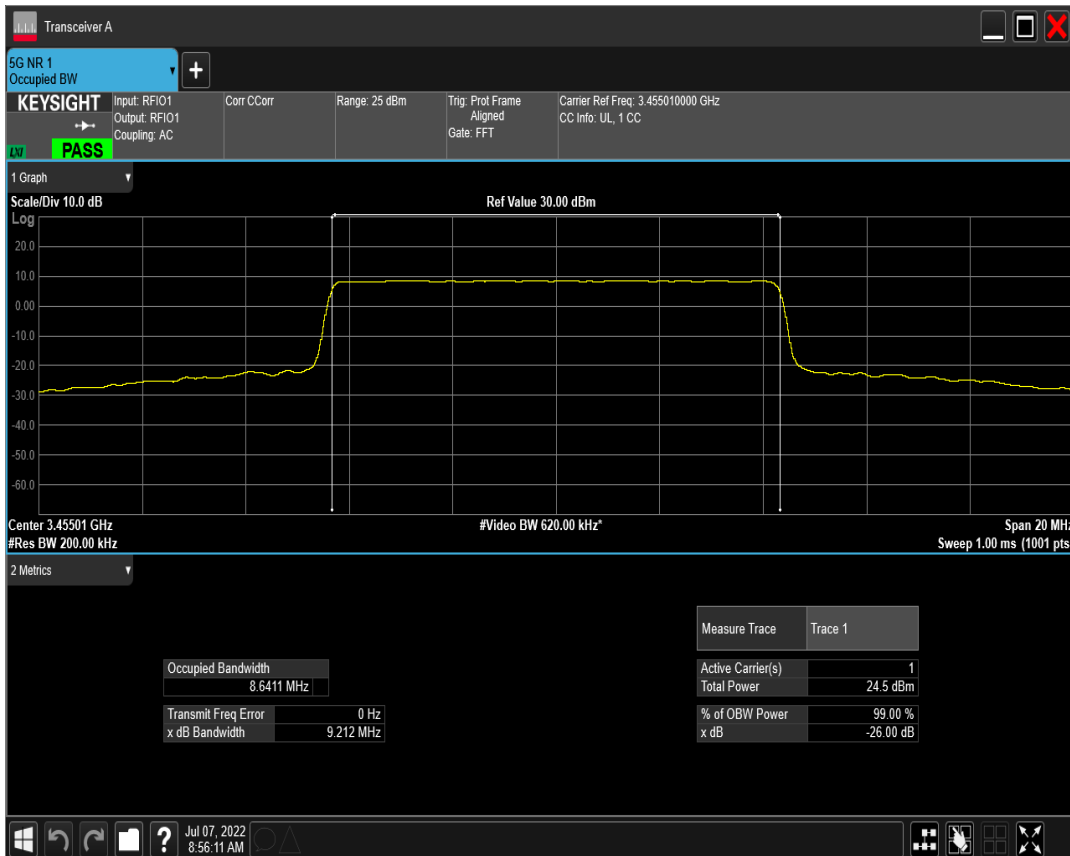 Transceiver A
5G NR 1
Occupied BW
KEYSIGHT
LXI
PASS
Input: RFIO1
Output: RFIO1
Coupling: AC
Corr CCorr
Range: 25 dBm
Trig: Prot Frame
Aligned
Gate: FFT
Carrier Ref Freq: 3.455010000 GHz
CC Info: UL, 1 CC
1 Graph
Scale/Div 10.0 dB
Ref Value 30.00 dBm
Log
20.0
10.0
0.00
-10.0
-20.0
-30.0
-40.0
-50.0
-60.0
Center 3.45501 GHz
#Video BW 620.00 kHz*
Span 20 MHz
#Res BW 200.00 kHz
Sweep 1.00 ms (1001 pts
2 Metrics
Measure Trace Trace 1
Occupied Bandwidth
8.6411 MHz
Active Carrier(s) 1
Total Power 24.5 dBm
Transmit Freq Error 0 Hz
x dB Bandwidth 9.212 MHz
% of OBW Power 99.00 %
x dB -26.00 dB
?
Jul 07, 2022
8:56:11 AM